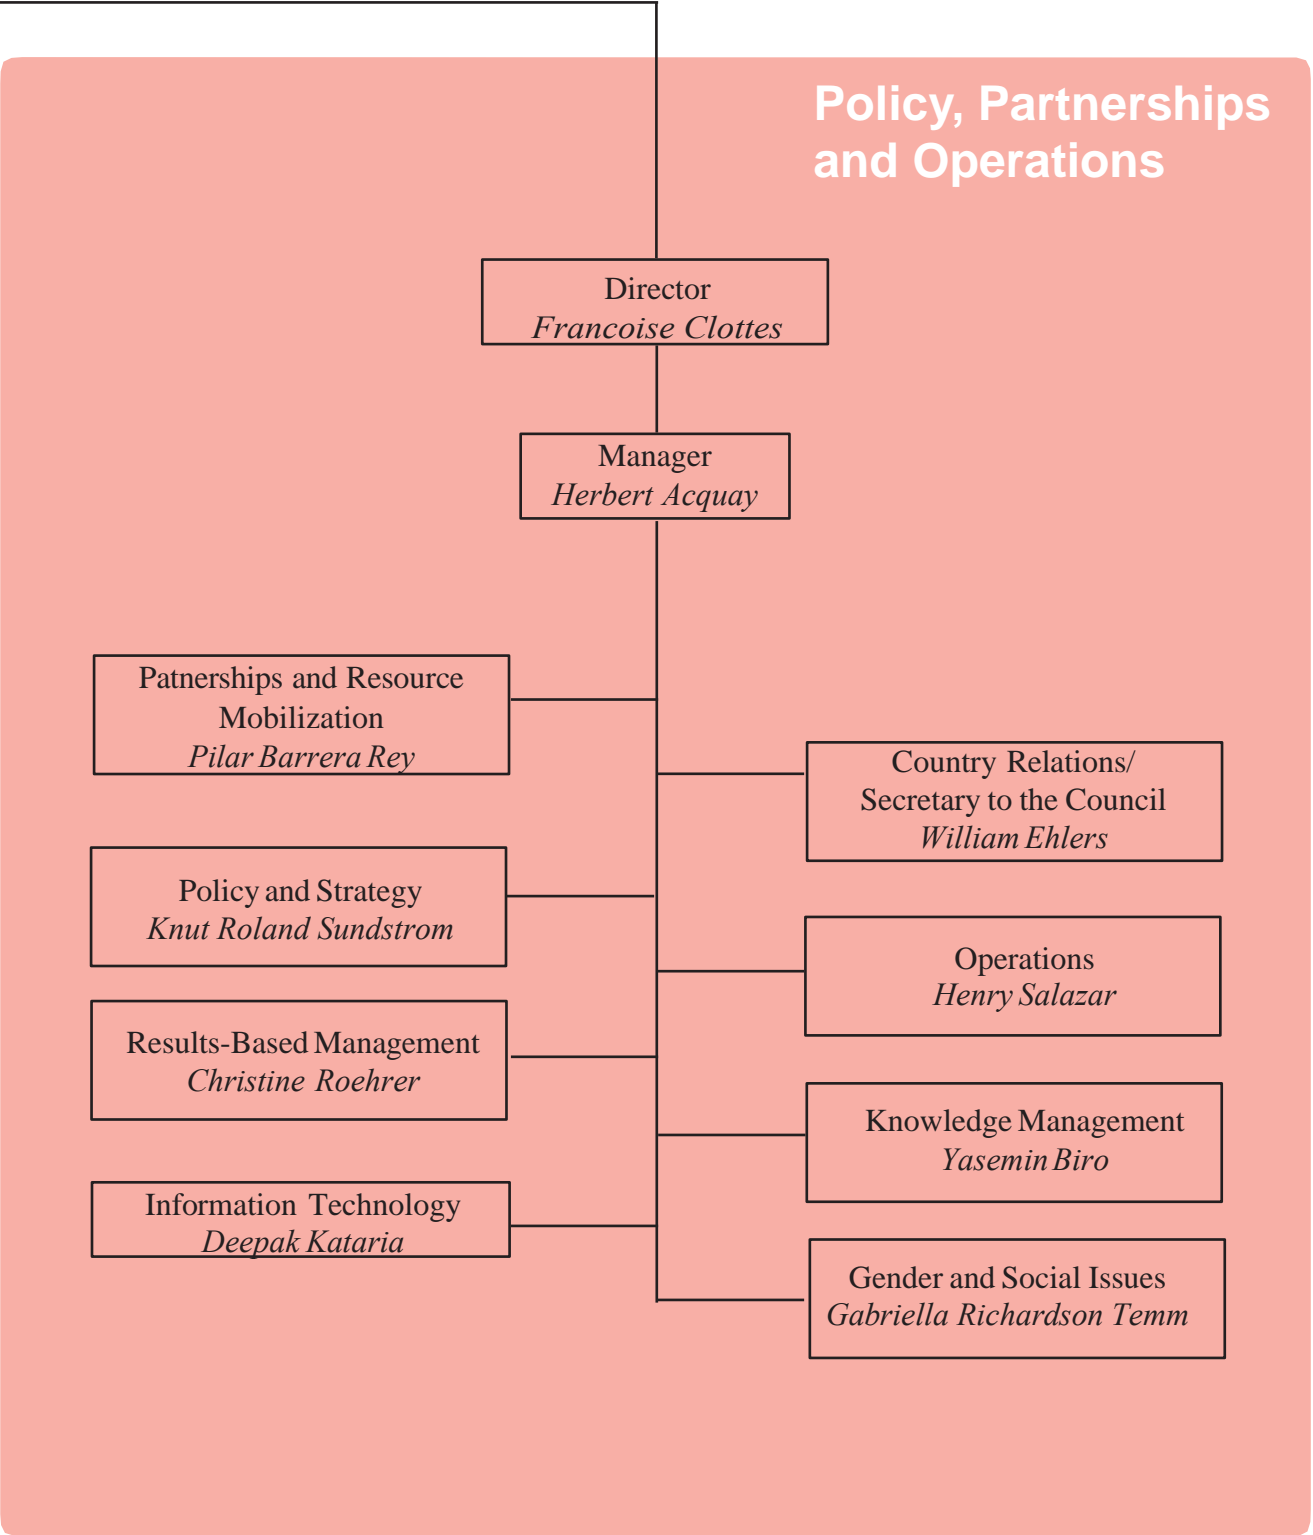 Policy, Partnerships
and Operations
Director
Francoise Clottes
Manager
Herbert Acquay
Patnerships and Resource
Mobilization
Pilar Barrera Rey
Country Relations/
Secretary to the Council
William Ehlers
Policy and Strategy
Knut Roland Sundstrom
Operations
Henry Salazar
Results-Based Management
Christine Roehrer
Knowledge Management
Yasemin Biro
Information Technology
Deepak Kataria
Gender and Social Issues
Gabriella Richardson Temm